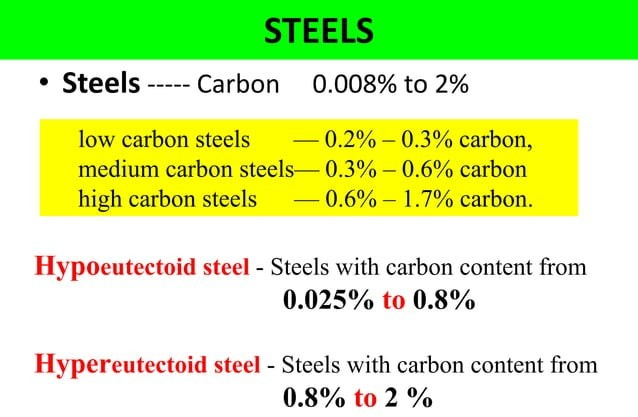 STEELS
• Steels ----- Carbon 0.008% to 2%
low carbon steels — 0.2% – 0.3% carbon,
medium carbon steels— 0.3% – 0.6% carbon
high carbon steels — 0.6% – 1.7% carbon.
Hypoeutectoid steel - Steels with carbon content from
0.025% to 0.8%
Hypereutectoid steel - Steels with carbon content from
0.8% to 2 %